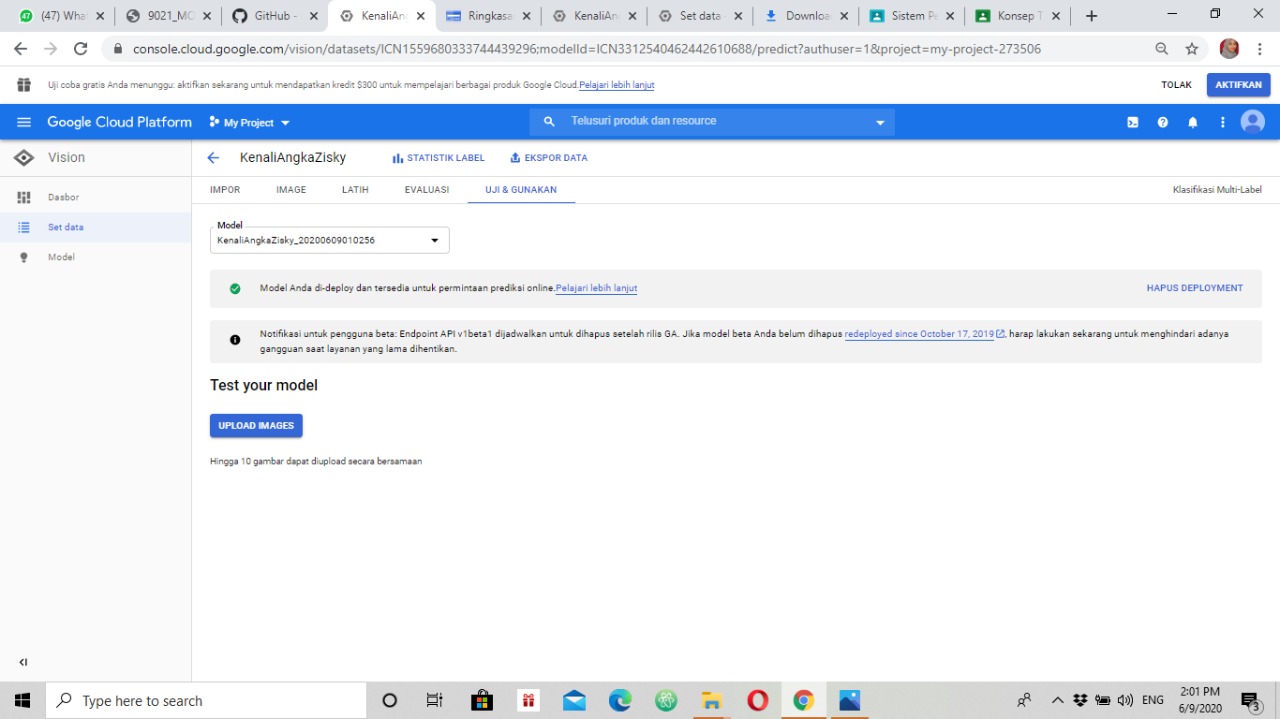 (47) What
9021_MC
GitHub -
KenaliAn
Ringkasa
KenaliAn
Set data
Downloa
Sistem Pe
Konsep T
console.cloud.google.com/vision/datasets/ICN1559680333744439296;modelId=ICN3312540462442610688/predict?authuser=1&project=my-project-273506
Uji coba gratis Anda menunggu: aktifkan sekarang untuk mendapatkan kredit $300 untuk mempelajari berbagai produk Google Cloud. Pelajari lebih lanjut
TOLAK
AKTIFKAN
Google Cloud Platform
My Project
Telusuri produk dan resource
Vision
KenaliAngkaZisky
STATISTIK LABEL
EKSPOR DATA
Dasbor
Set data
Model
IMPOR
IMAGE
LATIH
EVALUASI
UJI & GUNAKAN
Klasifikasi Multi-Label
Model
KenaliAngkaZisky_20200609010256
Model Anda di-deploy dan tersedia untuk permintaan prediksi online. Pelajari lebih lanjut
HAPUS DEPLOYMENT
Notifikasi untuk pengguna beta: Endpoint API v1beta1 dijadwalkan untuk dihapus setelah rilis GA. Jika model beta Anda belum dihapus redeployed since October 17, 2019, harap lakukan sekarang untuk menghindari adanya
gangguan saat layanan yang lama dihentikan.
Test your model
UPLOAD IMAGES
Hingga 10 gambar dapat diupload secara bersamaan
Type here to search
ENG
2:01 PM
6/9/2020
3